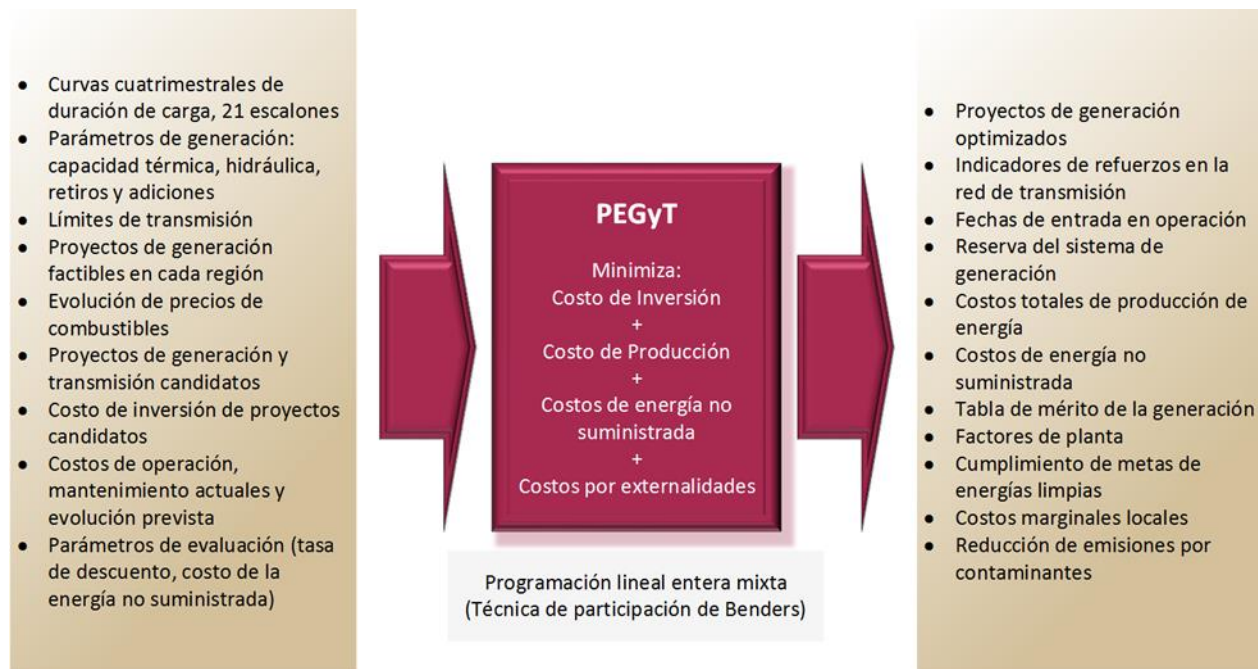 • Curvas cuatrimestrales de
duración de carga, 21 escalones
• Parámetros de generación:
capacidad térmica, hidráulica,
retiros y adiciones
• Límites de transmisión
• Proyectos de generación
factibles en cada región
• Evolución de precios de
combustibles
• Proyectos de generación y
transmisión candidatos
• Costo de inversión de proyectos
candidatos
• Costos de operación,
mantenimiento actuales y
evolución prevista
• Parámetros de evaluación (tasa
de descuento, costo de la
energía no suministrada)
PEGyT
Minimiza:
Costo de Inversión
+
Costo de Producción
+
Costos de energía no
suministrada
+
Costos por externalidades
Programación lineal entera mixta
(Técnica de participación de Benders)
• Proyectos de generación
optimizados
• Indicadores de refuerzos en la
red de transmisión
• Fechas de entrada en operación
• Reserva del sistema de
generación
• Costos totales de producción de
energía
• Costos de energía no
suministrada
• Tabla de mérito de la generación
• Factores de planta
• Cumplimiento de metas de
energías limpias
• Costos marginales locales
• Reducción de emisiones por
contaminantes